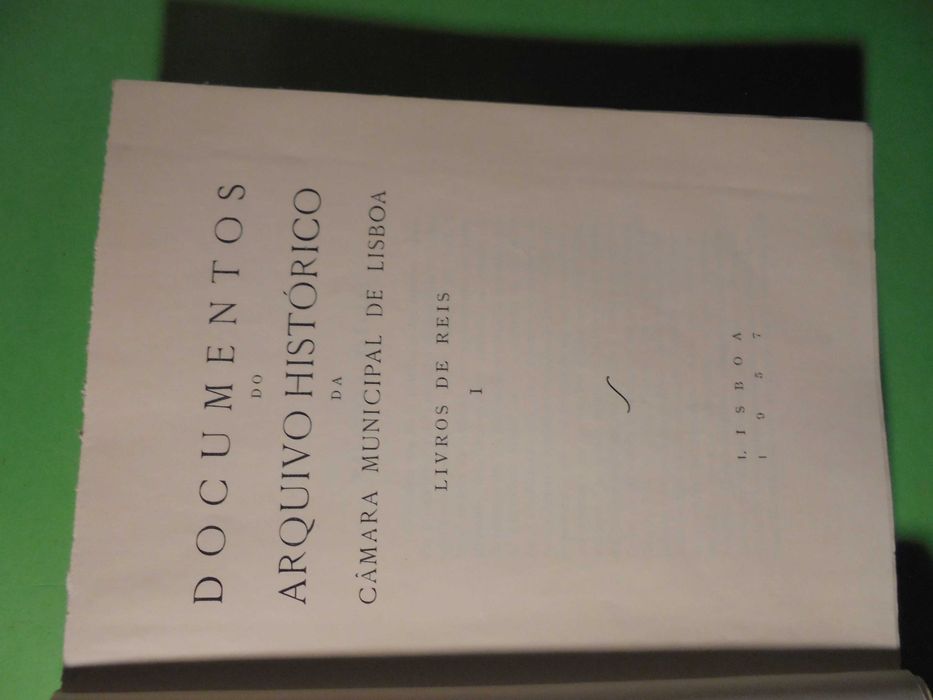 DOCUMENTOS
DO
ARQUIVO HISTÓRICO
DA
CÂMARA MUNICIPAL DE LISBOA
LIVROS DE REIS
I
LISBOA
1957